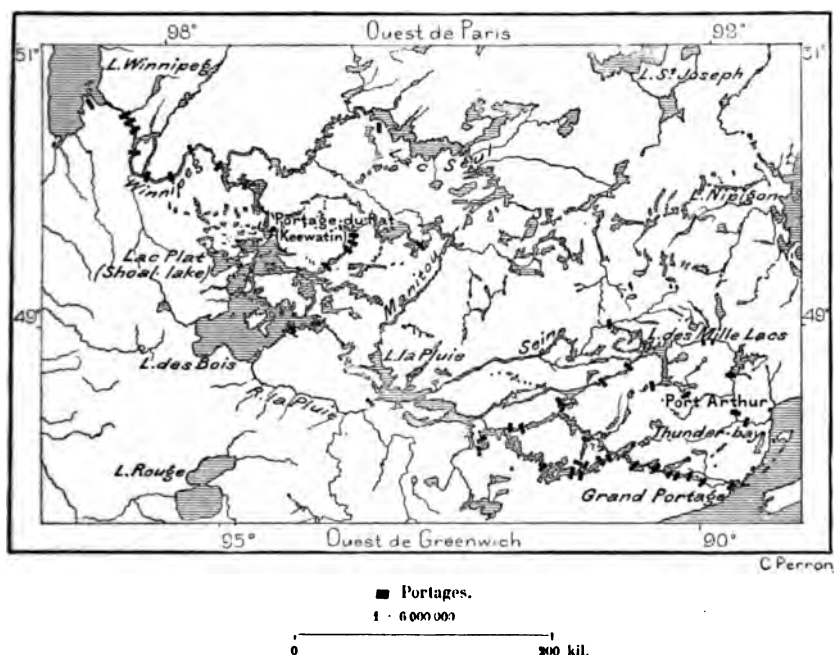 Ouest de Paris
98°
92°
51°
51°
L. Winnipeg
L. St Joseph
L. Seul
Winnipeg
L. Nipigon
Portage du Rat
(Keewatin)
Lac Plat
(Shoal lake)
Manitou
49°
49°
Seine
L. des Mille Lacs
L. la Pluie
L. des Bois
R. la Pluie
Port Arthur
Thunder-bay
L. Rouge
Grand Portage
95°
90°
Ouest de Greenwich
C Perron
Portages.
1 : 6 000 000
0
200 kil.